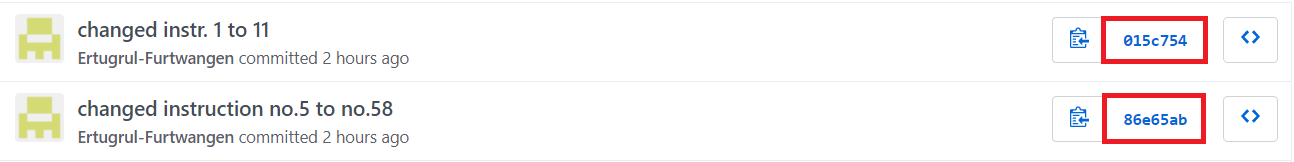 changed instr. 1 to 11
Ertugrul-Furtwangen committed 2 hours ago
015c754
changed instruction no.5 to no.58
Ertugrul-Furtwangen committed 2 hours ago
86e65ab